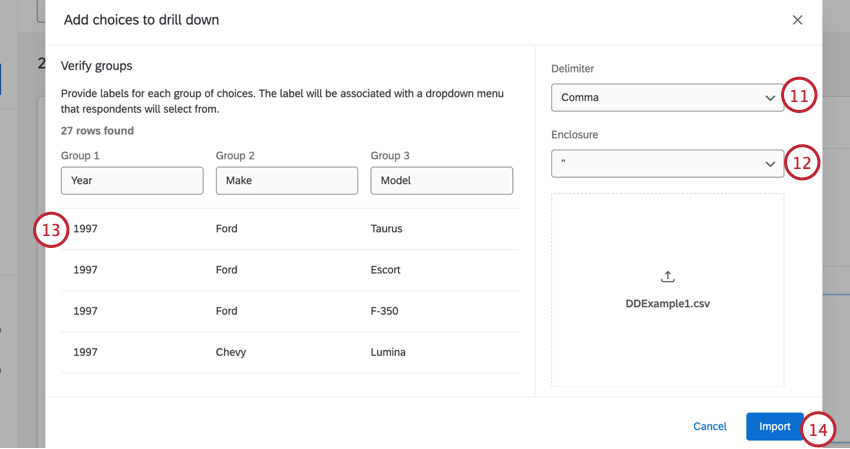 Add choices to drill down
2
Verify groups
Provide labels for each group of choices. The label will be associated with a dropdown menu
that respondents will select from.
27 rows found
Group 1 Group 2 Group 3
Year Make Model
13 1997 Ford Taurus
1997 Ford Escort
1997 Ford F-350
1997 Chevy Lumina
Delimiter
Comma 11
Enclosure
" 12
DDExample1.csv
Cancel Import 14